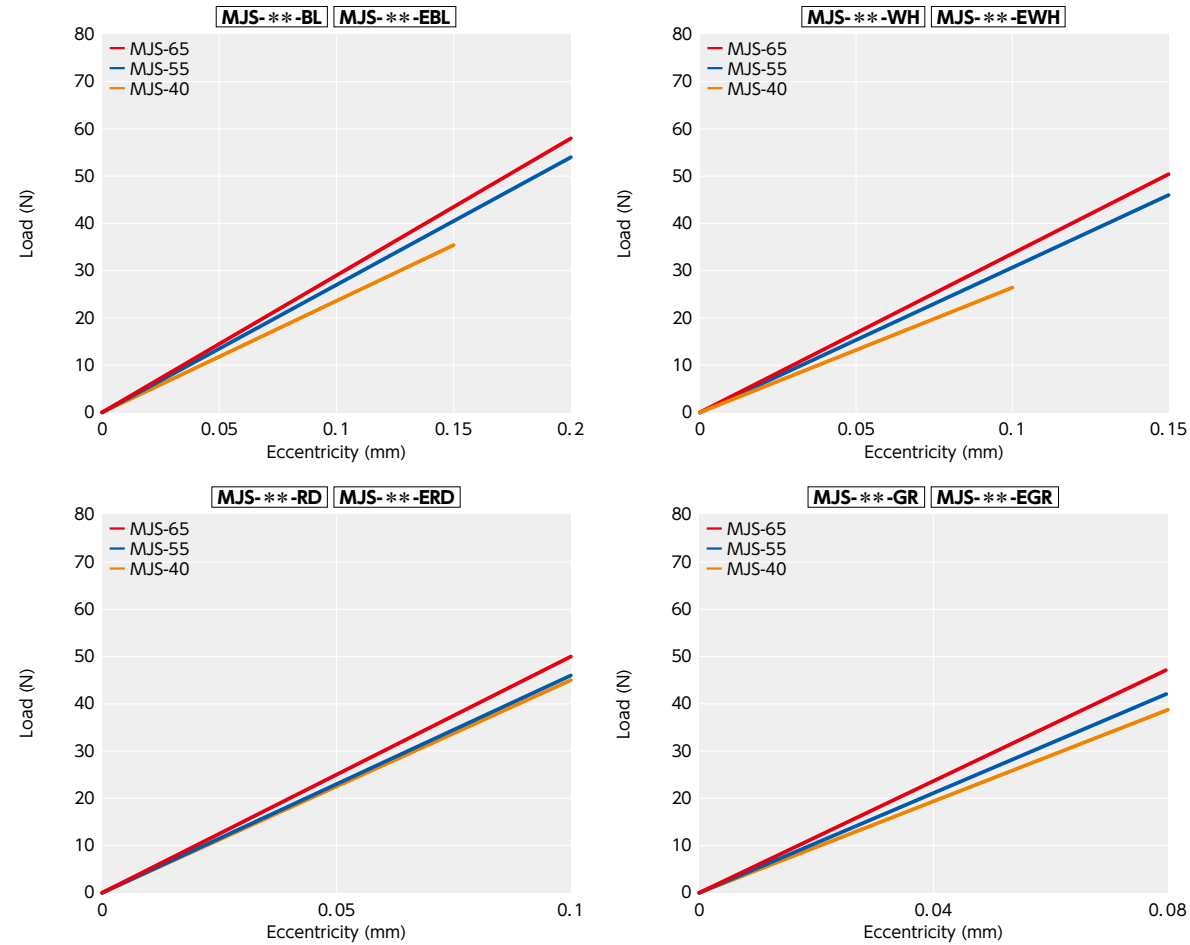 MJS-**-BL MJS-**-EBL
80
70
60
50
40
30
20
10
0
Load (N)
MJS-65
MJS-55
MJS-40
0 0.05 0.1 0.15 0.2
Eccentricity (mm)
MJS-**-WH MJS-**-EWH
80
70
60
50
40
30
20
10
0
Load (N)
MJS-65
MJS-55
MJS-40
0 0.05 0.1 0.15
Eccentricity (mm)
MJS-**-RD MJS-**-ERD
80
70
60
50
40
30
20
10
0
Load (N)
MJS-65
MJS-55
MJS-40
0 0.05 0.1
Eccentricity (mm)
MJS-**-GR MJS-**-EGR
80
70
60
50
40
30
20
10
0
Load (N)
MJS-65
MJS-55
MJS-40
0 0.04 0.08
Eccentricity (mm)